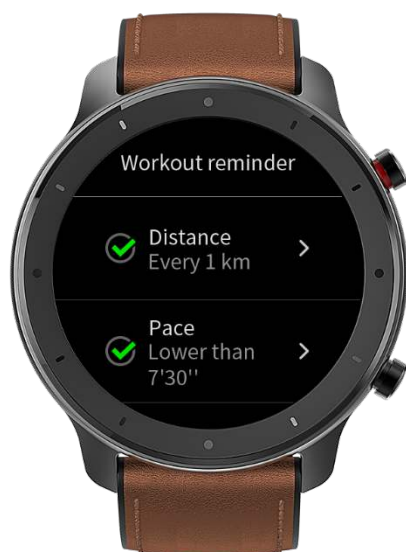 Workout reminder
Distance
Every 1 km
Pace
Lower than
7'30''